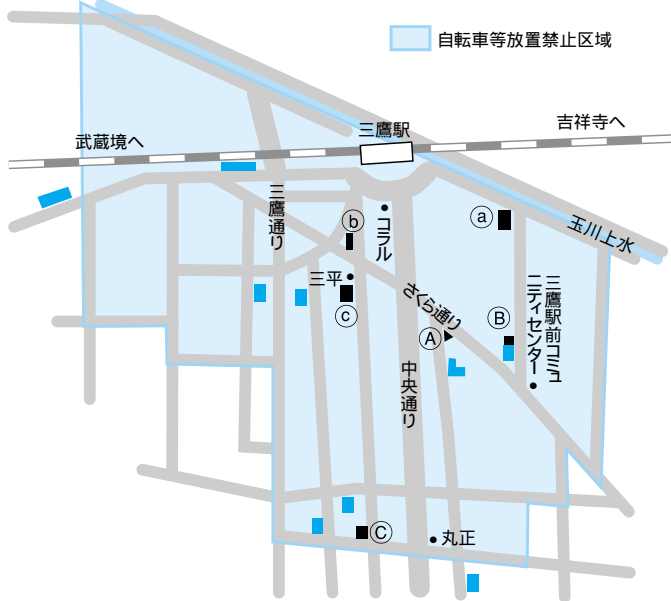 自転車等放置禁止区域
三鷹駅
吉祥寺へ
武蔵境へ
三鷹通り
コラル
ⓑ
ⓐ
玉川上水
三平
ⓒ
さくら通り
Ⓐ
Ⓑ
三鷹駅前コミュ
ニティセンター
中央通り
Ⓒ
丸正